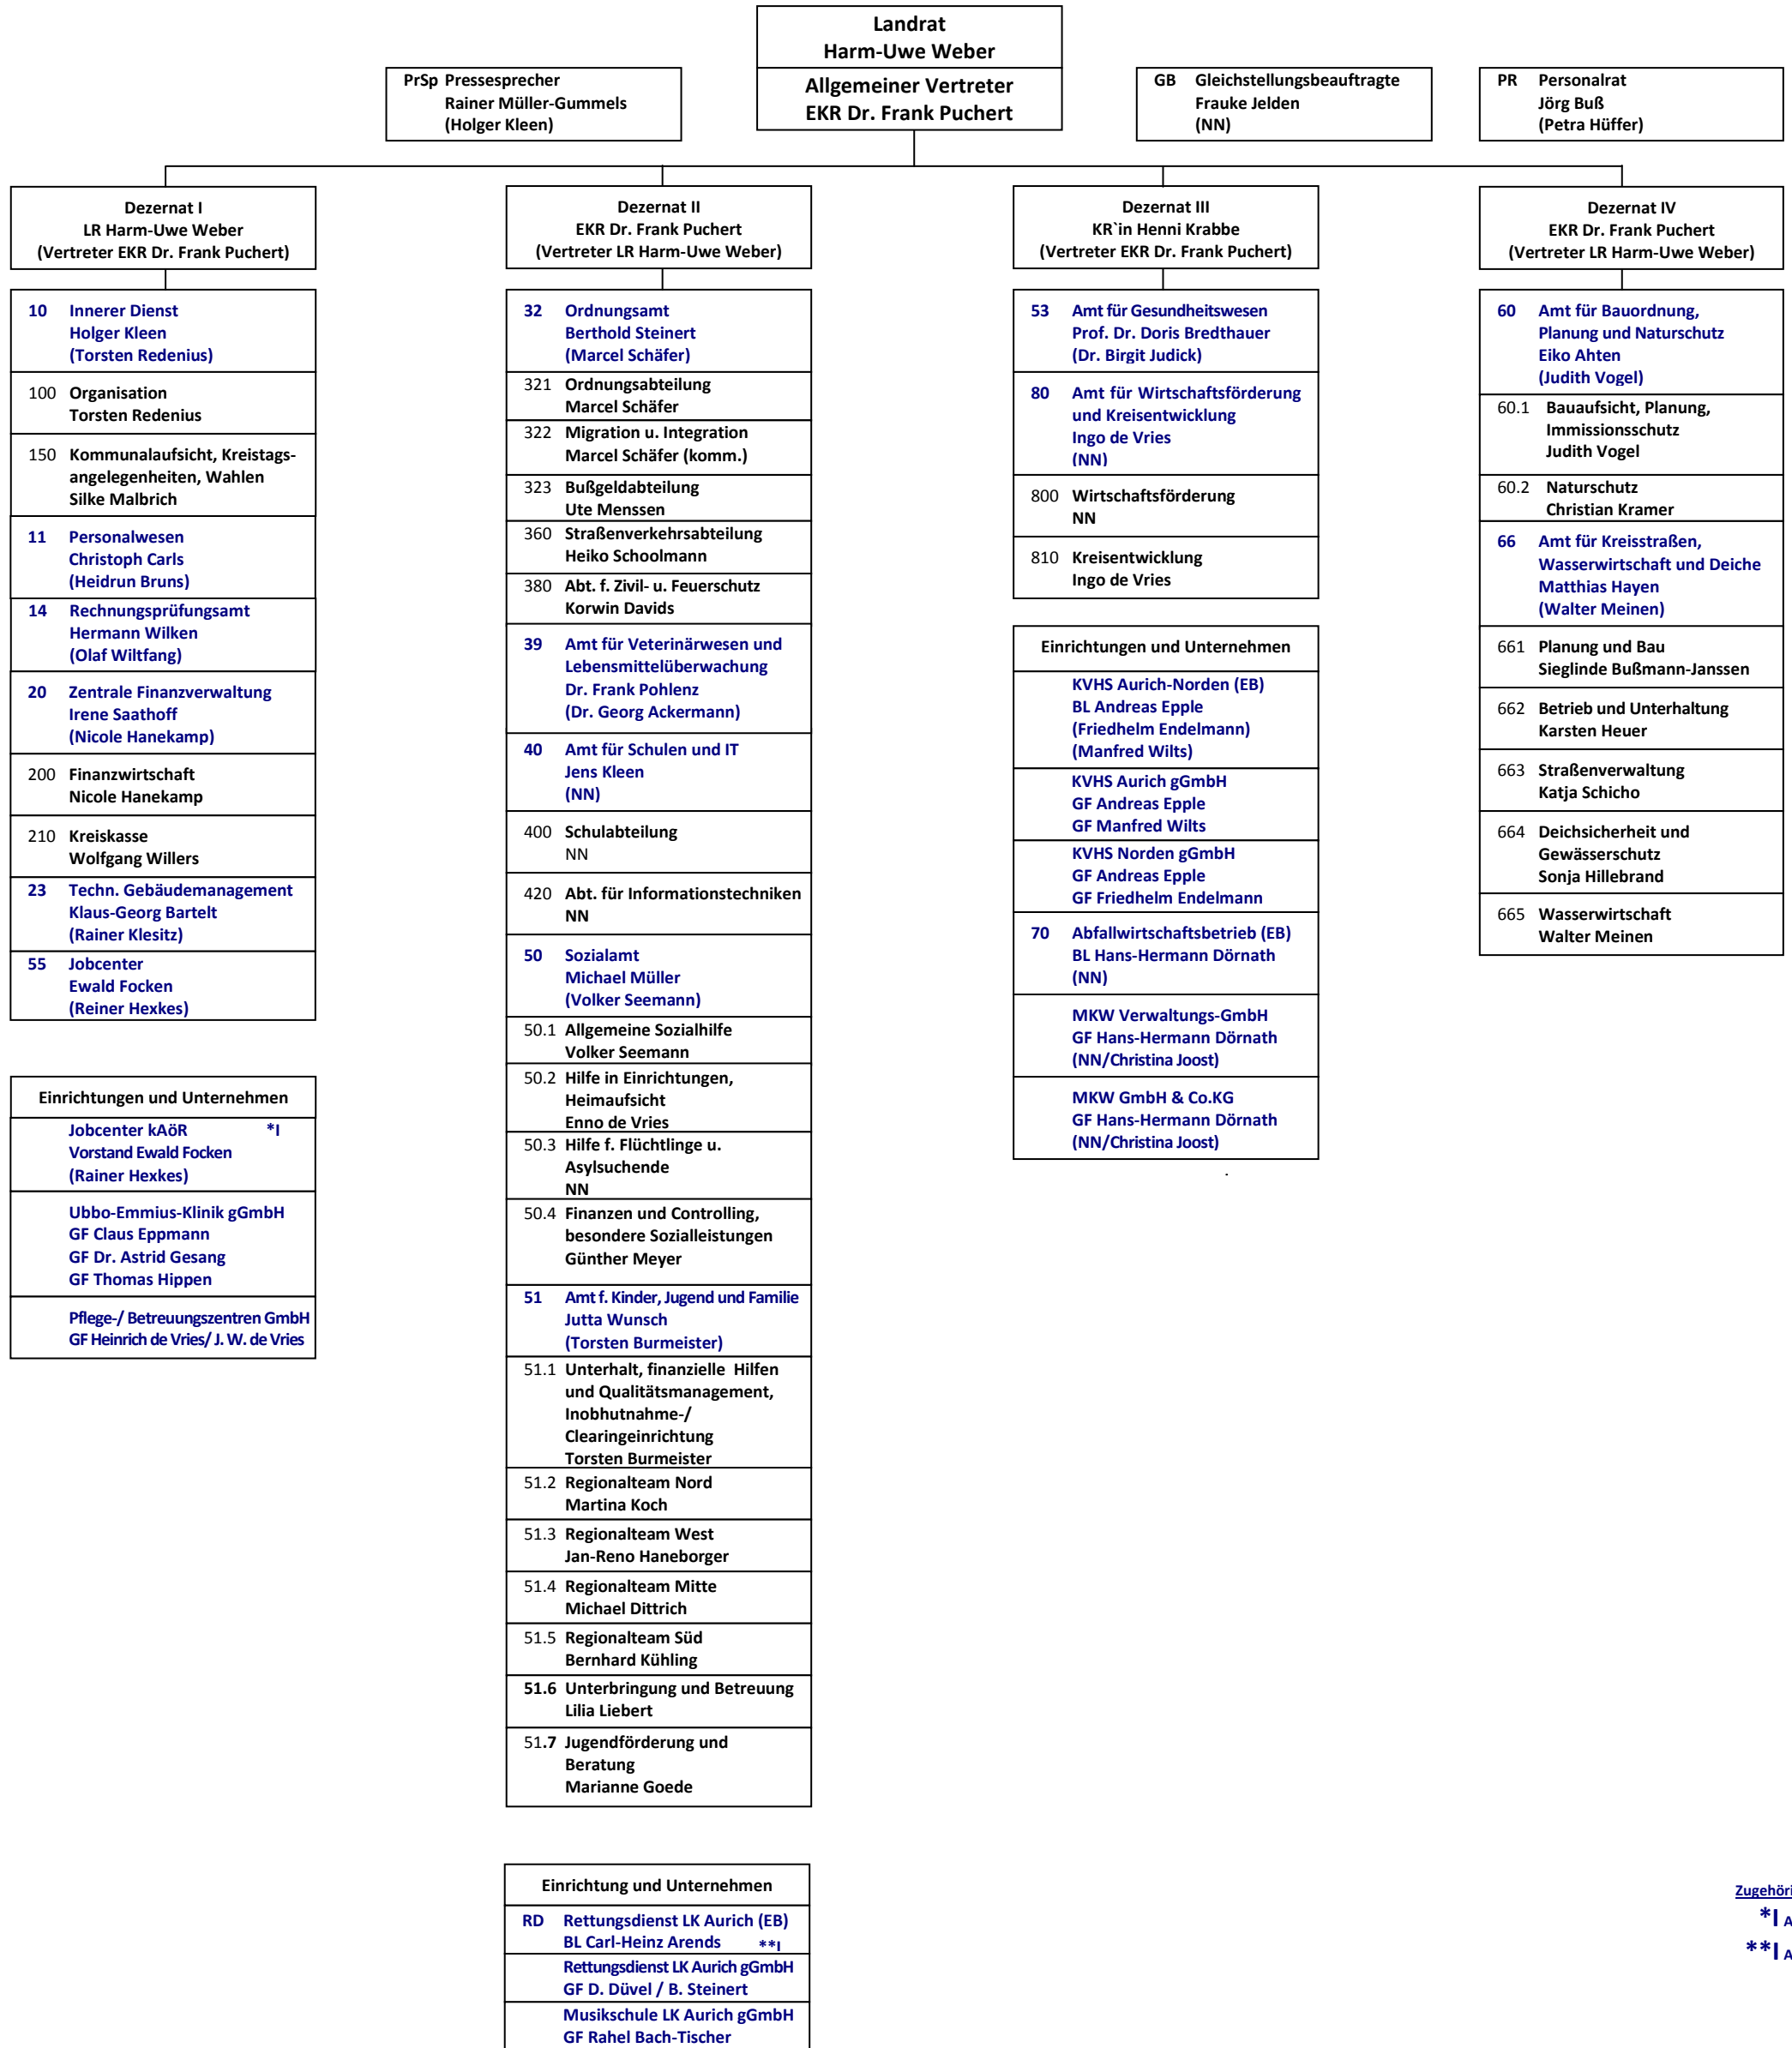 Landrat
Harm-Uwe Weber
Allgemeiner Vertreter
EKR Dr. Frank Puchert
PrSp Pressesprecher
Rainer Müller-Gummels
(Holger Kleen)
GB Gleichstellungsbeauftragte
Frauke Jelden
(NN)
PR Personalrat
Jörg Buß
(Petra Hüffer)
Dezernat I
LR Harm-Uwe Weber
(Vertreter EKR Dr. Frank Puchert)
10 Innerer Dienst
Holger Kleen
(Torsten Redenius)
100 Organisation
Torsten Redenius
150 Kommunalaufsicht, Kreistags-
angelegenheiten, Wahlen
Silke Malbrich
11 Personalwesen
Christoph Carls
(Heidrun Bruns)
14 Rechnungsprüfungsamt
Hermann Wilken
(Olaf Wiltfang)
20 Zentrale Finanzverwaltung
Irene Saathoff
(Nicole Hanekamp)
200 Finanzwirtschaft
Nicole Hanekamp
210 Kreiskasse
Wolfgang Willers
23 Techn. Gebäudemanagement
Klaus-Georg Bartelt
(Rainer Klesitz)
55 Jobcenter
Ewald Focken
(Reiner Hexkes)
Einrichtungen und Unternehmen
Jobcenter kAöR *I
Vorstand Ewald Focken
(Rainer Hexkes)
Ubbo-Emmius-Klinik gGmbH
GF Claus Eppmann
GF Dr. Astrid Gesang
GF Thomas Hippen
Pflege-/ Betreuungszentren GmbH
GF Heinrich de Vries/ J. W. de Vries
Dezernat II
EKR Dr. Frank Puchert
(Vertreter LR Harm-Uwe Weber)
32 Ordnungsamt
Berthold Steinert
(Marcel Schäfer)
321 Ordnungsabteilung
Marcel Schäfer
322 Migration u. Integration
Marcel Schäfer (komm.)
323 Bußgeldabteilung
Ute Menssen
360 Straßenverkehrsabteilung
Heiko Schoolmann
380 Abt. f. Zivil- u. Feuerschutz
Korwin Davids
39 Amt für Veterinärwesen und
Lebensmittelüberwachung
Dr. Frank Pohlenz
(Dr. Georg Ackermann)
40 Amt für Schulen und IT
Jens Kleen
(NN)
400 Schulabteilung
NN
420 Abt. für Informationstechniken
NN
50 Sozialamt
Michael Müller
(Volker Seemann)
50.1 Allgemeine Sozialhilfe
Volker Seemann
50.2 Hilfe in Einrichtungen,
Heimaufsicht
Enno de Vries
50.3 Hilfe f. Flüchtlinge u.
Asylsuchende
NN
50.4 Finanzen und Controlling,
besondere Sozialleistungen
Günther Meyer
51 Amt f. Kinder, Jugend und Familie
Jutta Wunsch
(Torsten Burmeister)
51.1 Unterhalt, finanzielle Hilfen
und Qualitätsmanagement,
Inobhutnahme-/
Clearingeinrichtung
Torsten Burmeister
51.2 Regionalteam Nord
Martina Koch
51.3 Regionalteam West
Jan-Reno Haneborger
51.4 Regionalteam Mitte
Michael Dittrich
51.5 Regionalteam Süd
Bernhard Kühling
51.6 Unterbringung und Betreuung
Lilia Liebert
51.7 Jugendförderung und
Beratung
Marianne Goede
Einrichtung und Unternehmen
RD Rettungsdienst LK Aurich (EB)
BL Carl-Heinz Arends **I
Rettungsdienst LK Aurich gGmbH
GF D. Düvel / B. Steinert
Musikschule LK Aurich gGmbH
GF Rahel Bach-Tischer
Dezernat III
KR`in Henni Krabbe
(Vertreter EKR Dr. Frank Puchert)
53 Amt für Gesundheitswesen
Prof. Dr. Doris Bredthauer
(Dr. Birgit Judick)
80 Amt für Wirtschaftsförderung
und Kreisentwicklung
Ingo de Vries
(NN)
800 Wirtschaftsförderung
NN
810 Kreisentwicklung
Ingo de Vries
Einrichtungen und Unternehmen
KVHS Aurich-Norden (EB)
BL Andreas Epple
(Friedhelm Endelmann)
(Manfred Wilts)
KVHS Aurich gGmbH
GF Andreas Epple
GF Manfred Wilts
KVHS Norden gGmbH
GF Andreas Epple
GF Friedhelm Endelmann
70 Abfallwirtschaftsbetrieb (EB)
BL Hans-Hermann Dörnath
(NN)
MKW Verwaltungs-GmbH
GF Hans-Hermann Dörnath
(NN/Christina Joost)
MKW GmbH & Co.KG
GF Hans-Hermann Dörnath
(NN/Christina Joost)
.
Dezernat IV
EKR Dr. Frank Puchert
(Vertreter LR Harm-Uwe Weber)
60 Amt für Bauordnung,
Planung und Naturschutz
Eiko Ahten
(Judith Vogel)
60.1 Bauaufsicht, Planung,
Immissionsschutz
Judith Vogel
60.2 Naturschutz
Christian Kramer
66 Amt für Kreisstraßen,
Wasserwirtschaft und Deiche
Matthias Hayen
(Walter Meinen)
661 Planung und Bau
Sieglinde Bußmann-Janssen
662 Betrieb und Unterhaltung
Karsten Heuer
663 Straßenverwaltung
Katja Schicho
664 Deichsicherheit und
Gewässerschutz
Sonja Hillebrand
665 Wasserwirtschaft
Walter Meinen
Zugehöri
*I A
**I A